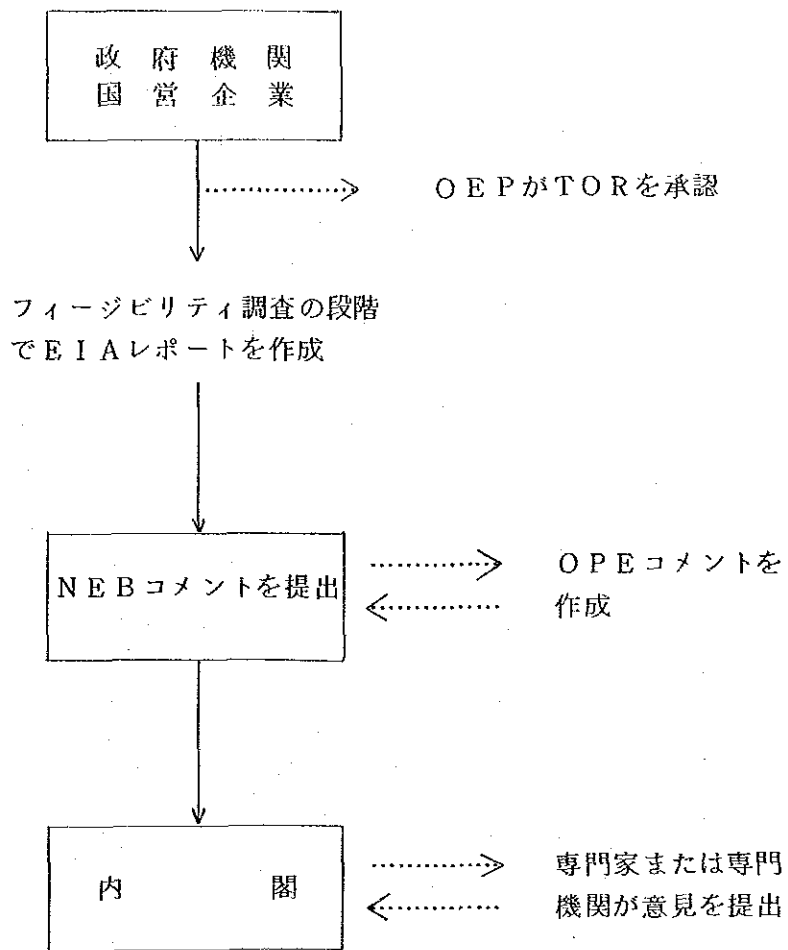 政府機関
国営企業
OEPがTORを承認
フィージビリティ調査の段階
でEIAレポートを作成
NEBコメントを提出
OPEコメントを
作成
内閣
専門家または専門
機関が意見を提出